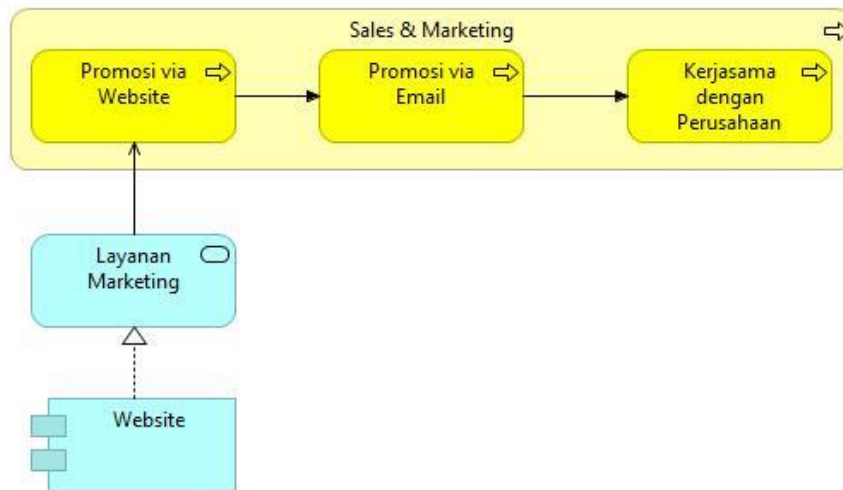 Sales & Marketing
Promosi via
Website
Promosi via
Email
Kerjasama
dengan
Perusahaan
Layanan
Marketing
Website